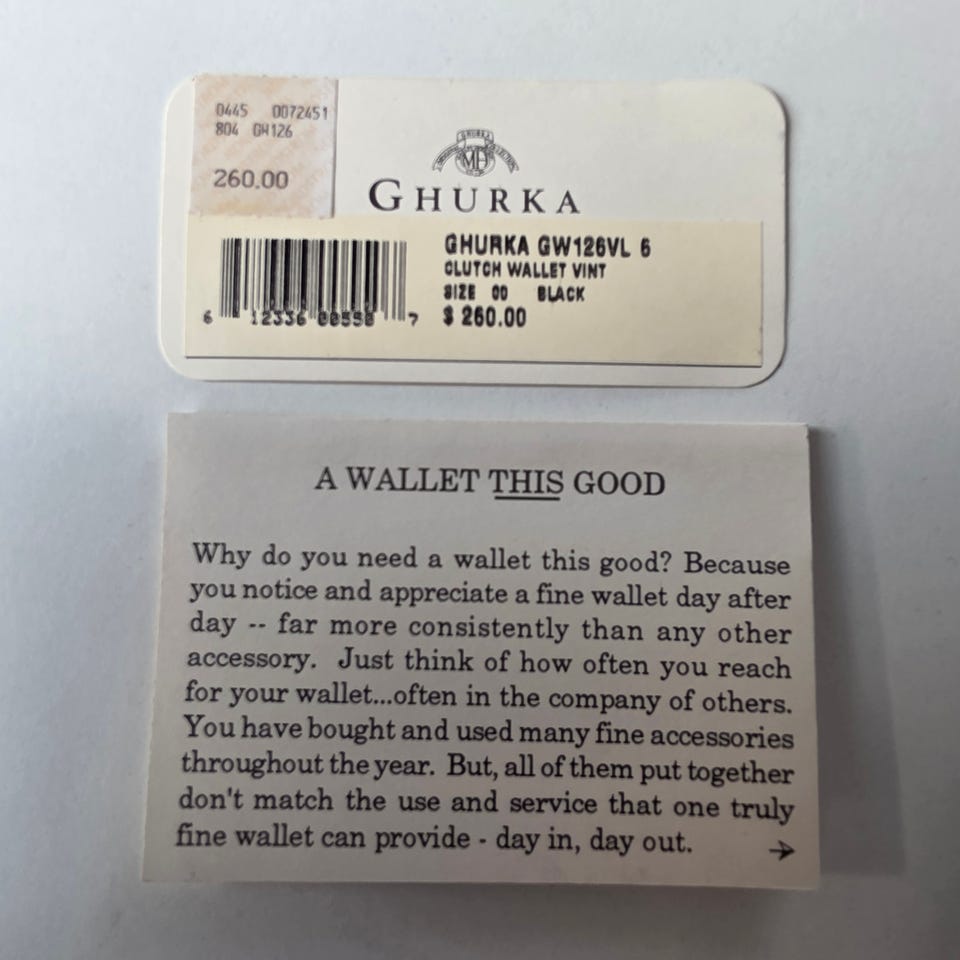 0445 0072451
804 GW126
260.00
GHURKA
MH
GHURKA
GHURKA GW126VL 6
CLUTCH WALLET VINT
SIZE 00 BLACK
$ 260.00
6 12336 00550 7
A WALLET THIS GOOD
Why do you need a wallet this good? Because
you notice and appreciate a fine wallet day after
day -- far more consistently than any other
accessory. Just think of how often you reach
for your wallet...often in the company of others.
You have bought and used many fine accessories
throughout the year. But, all of them put together
don't match the use and service that one truly
fine wallet can provide - day in, day out.
→